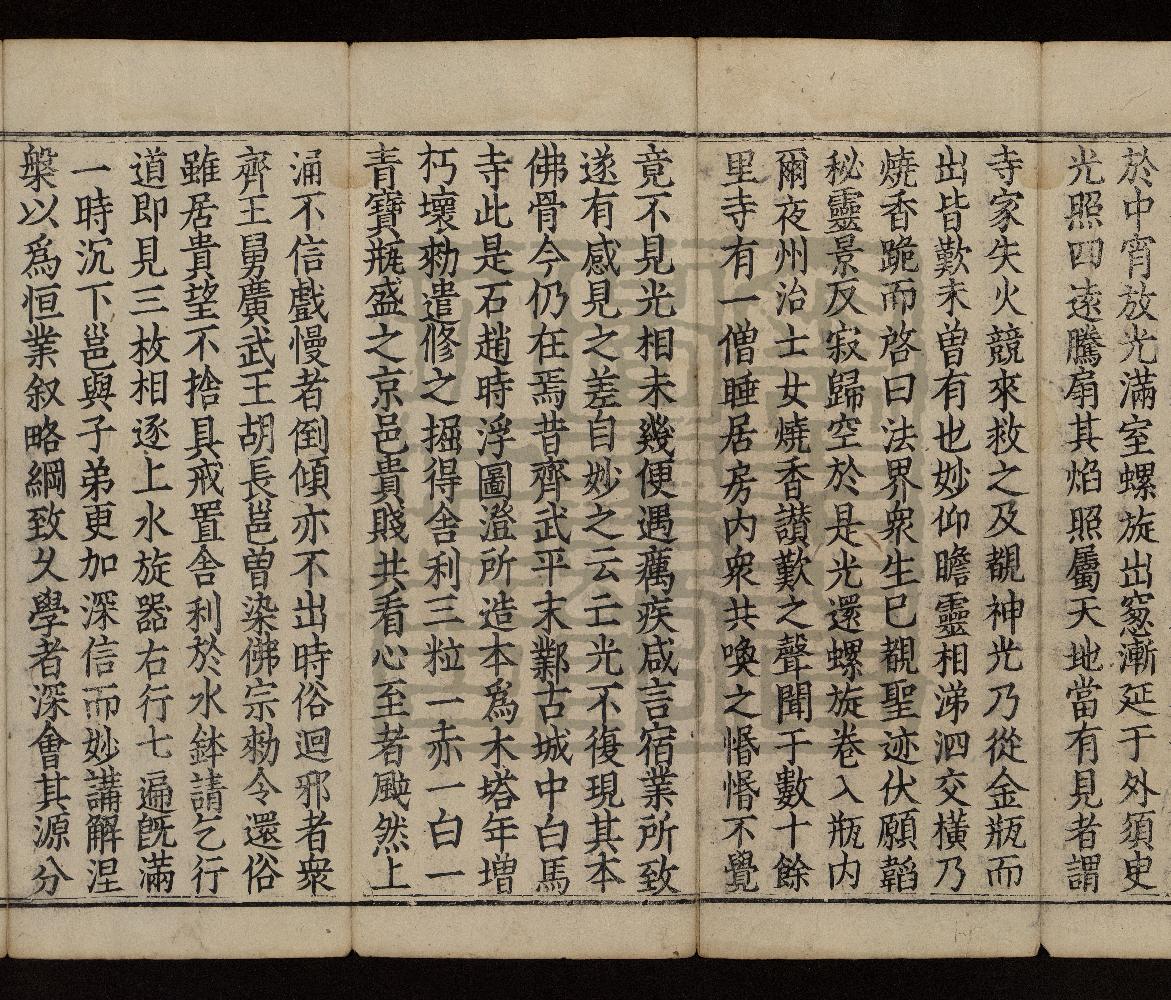 於中宵放光滿室螺旋出窓漸延于外須臾
光照四遠騰扇其焰照屬天地當有見者謂
寺家失火競來救之及覩神光乃從金瓶而
出皆歎未曾有也妙仰瞻靈相涕泗交橫乃
燒香跪而啓曰法界衆生已覩聖迹伏願韜
秘靈景反寂歸空於是光還螺旋卷入瓶内
爾夜州治士女燒香讃歎之聲聞于數十餘
里寺有一僧睡居房内衆共喚之惛惛不覺
竟不見光相未幾便遇癘疾咸言宿業所致
遂有感見之差自妙之云亡光不復現其本
佛骨今仍在焉昔齊武平末鄴古城中白馬
寺此是石趙時浮圖澄所造本爲木塔年増
朽壞勑遣修之掘得舍利三粒一赤一白一
青寶瓶盛之京邑貴賤共看心至者颰然上
涌不信戲慢者倒傾亦不出時俗迴邪者衆
齊王舅廣武王胡長邕曾染佛宗勑令還俗
雖居貴望不捨具戒置舍利於水鉢請乞行
道即見三枚相逐上水旋器右行七遍旣滿
一時沉下邕與子弟更加深信而妙講解涅
槃以爲恒業叙略綱致久學者深會其源分